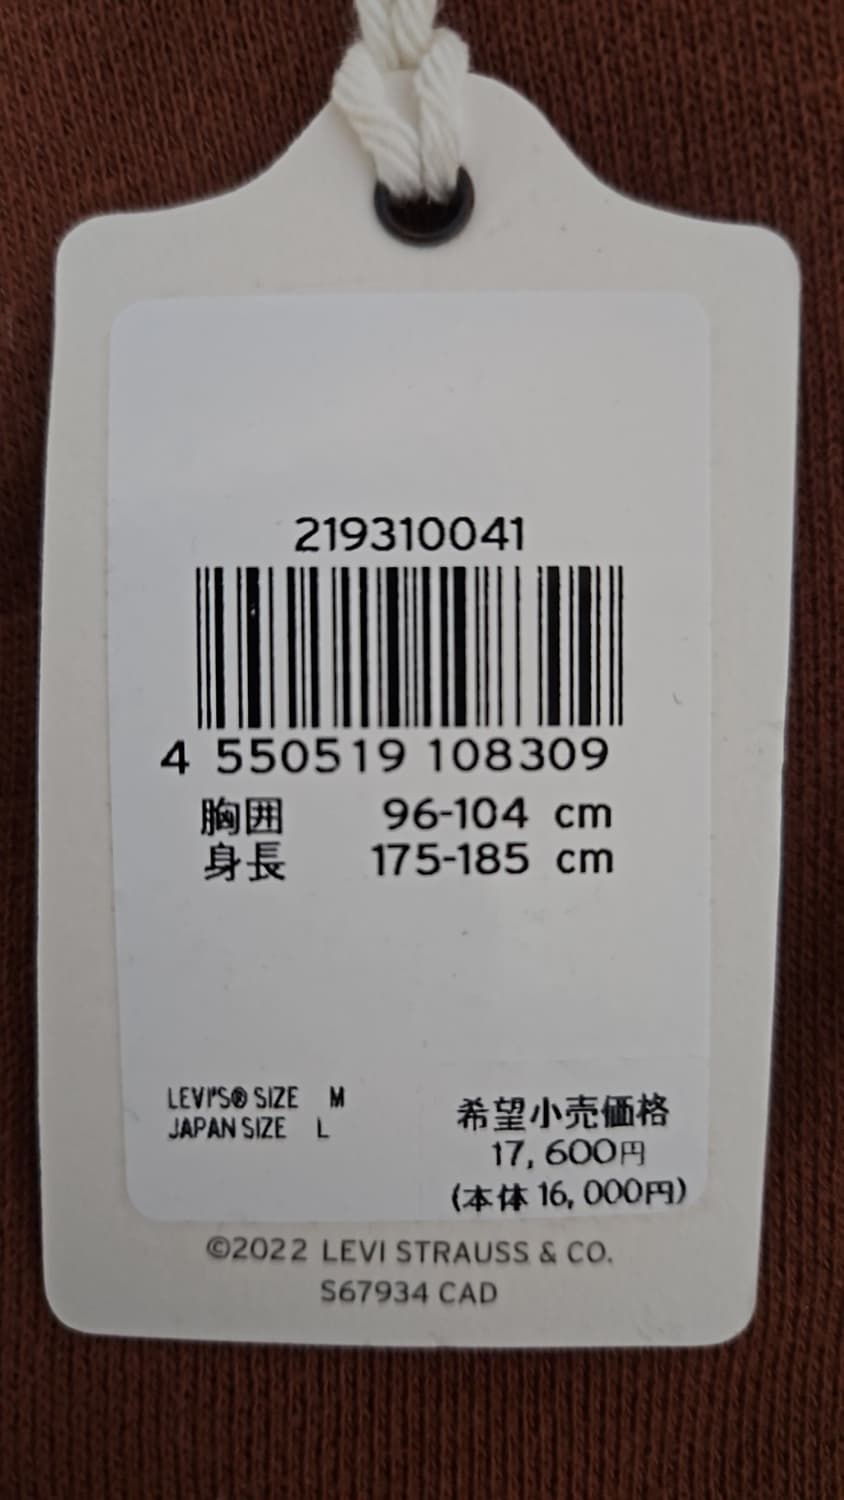 219310041
4 550519 108309
胸囲 96-104 cm
身長 175-185 cm
LEVI'S® SIZE M
JAPAN SIZE L
希望小売価格
17,600円
(本体 16,000円)
©2022 LEVI STRAUSS & CO.
S67934 CAD